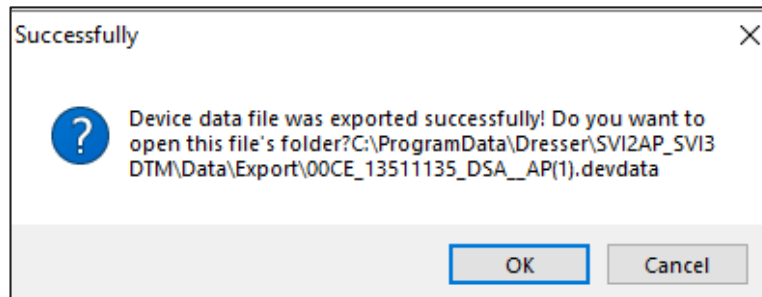 Successfully
Device data file was exported successfully! Do you want to
open this file's folder?C:\ProgramData\Dresser\SVI2AP_SVI3
DTM\Data\Export\00CE_13511135_DSA__AP(1).devdata
OK
Cancel